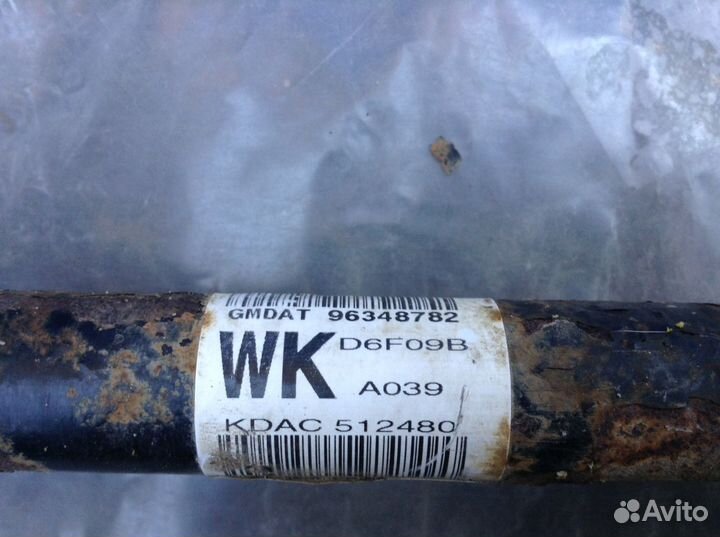 GMDAT 96348782
WK D6F09B
A039
KDAC 512480
Avito